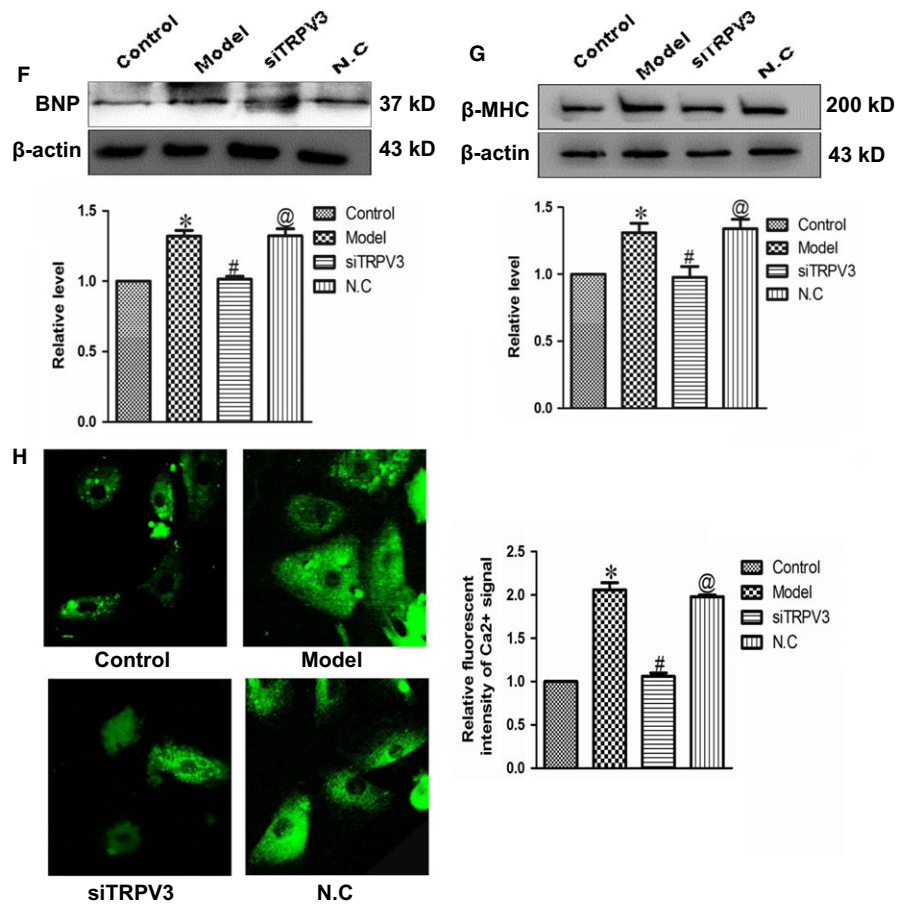 F
Control Model siTRPV3 N.C
BNP 37 kD
β-actin 43 kD
Relative level
1.5
1.0
0.5
0.0
*
#
@
Control
Model
siTRPV3
N.C
G
Control Model siTRPV3 N.C
β-MHC 200 kD
β-actin 43 kD
Relative level
1.5
1.0
0.5
0.0
*
#
@
Control
Model
siTRPV3
N.C
H
Control Model
siTRPV3 N.C
Relative fluorescent
intensity of Ca2+ signal
2.5
2.0
1.5
1.0
0.5
0.0
*
#
@
Control
Model
siTRPV3
N.C